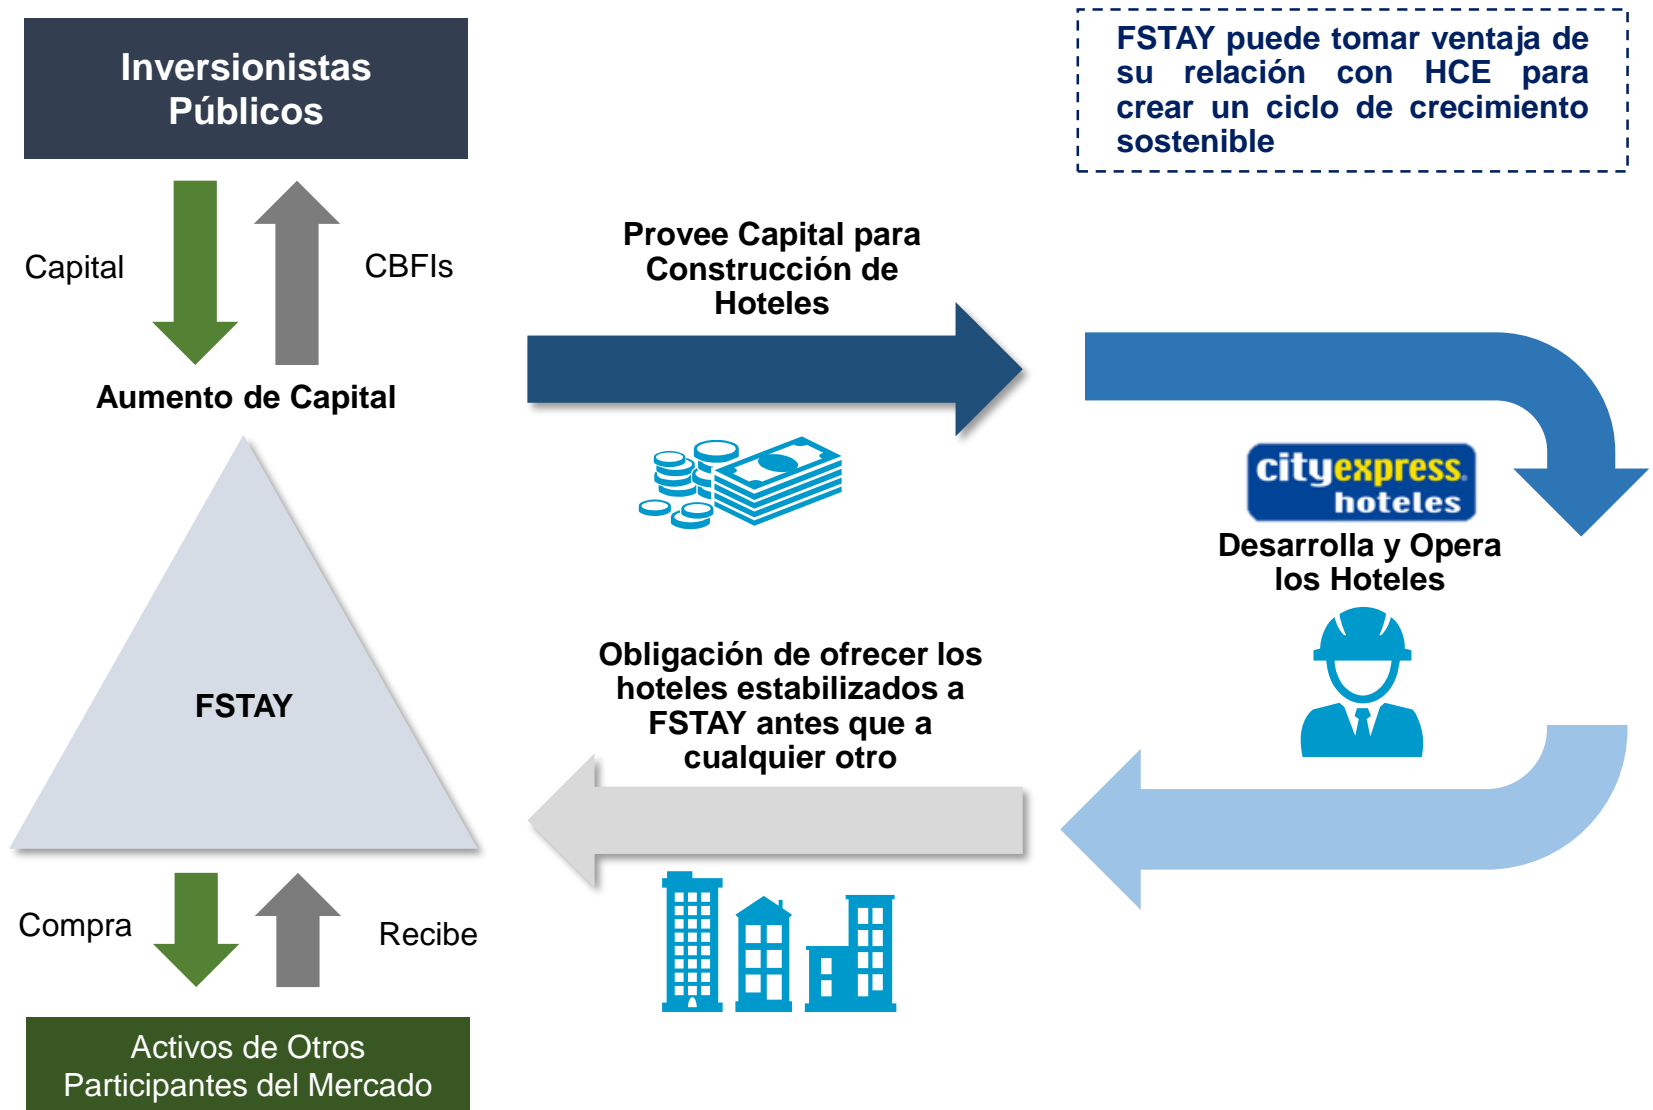 Inversionistas
Públicos
FSTAY puede tomar ventaja de
su relación con HCE para
crear un ciclo de crecimiento
sostenible
Capital
CBFIs
Provee Capital para
Construcción de
Hoteles
Aumento de Capital
cityexpress.
hoteles
Desarrolla y Opera
los Hoteles
FSTAY
Obligación de ofrecer los
hoteles estabilizados a
FSTAY antes que a
cualquier otro
Compra
Recibe
Activos de Otros
Participantes del Mercado